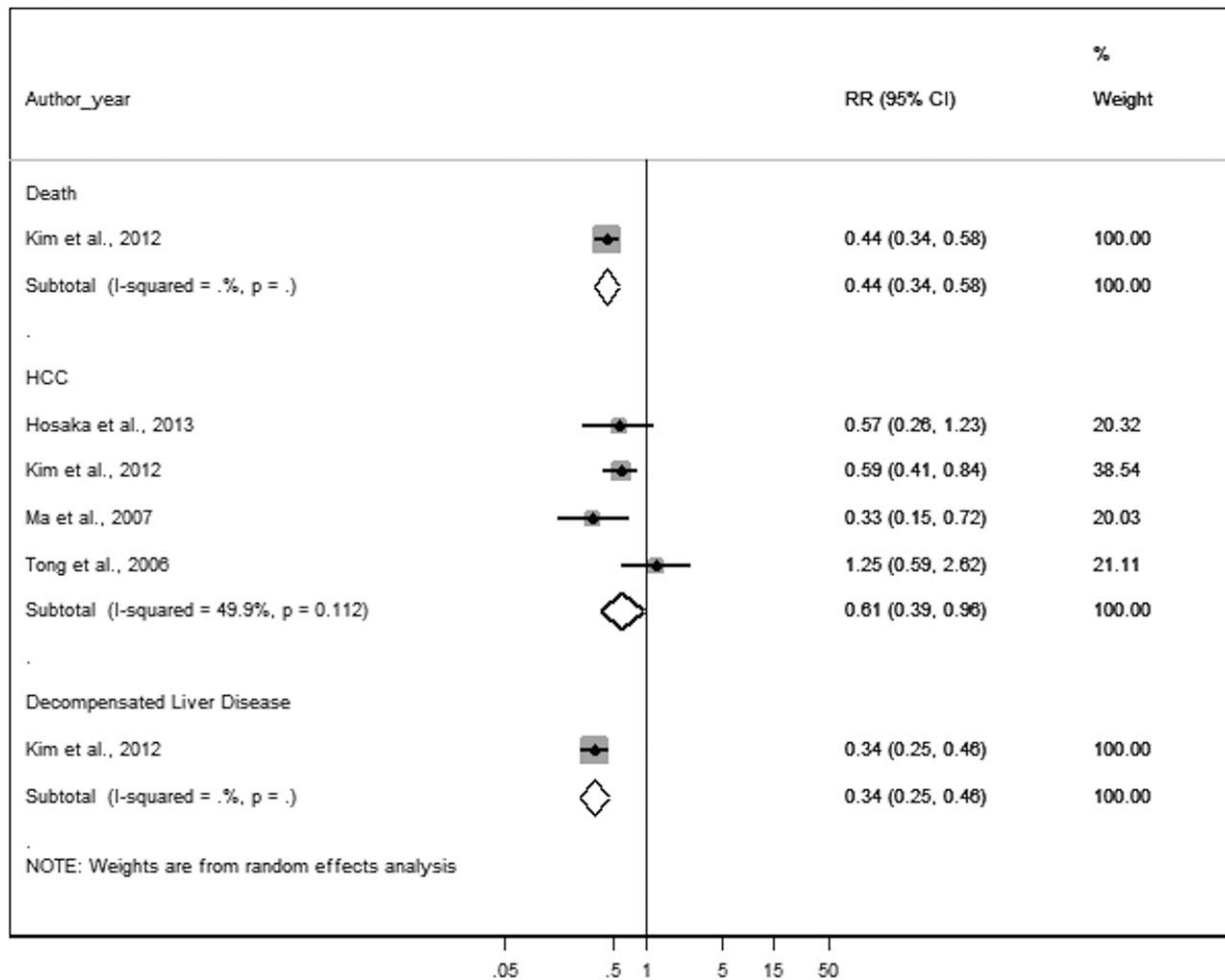 %
Author_year RR (95% CI) Weight
Death
Kim et al., 2012 0.44 (0.34, 0.58) 100.00
Subtotal (I-squared = .%, p = .) 0.44 (0.34, 0.58) 100.00
.
HCC
Hosaka et al., 2013 0.57 (0.26, 1.23) 20.32
Kim et al., 2012 0.59 (0.41, 0.84) 38.54
Ma et al., 2007 0.33 (0.15, 0.72) 20.03
Tong et al., 2006 1.25 (0.59, 2.62) 21.11
Subtotal (I-squared = 49.9%, p = 0.112) 0.61 (0.39, 0.96) 100.00
.
Decompensated Liver Disease
Kim et al., 2012 0.34 (0.25, 0.46) 100.00
Subtotal (I-squared = .%, p = .) 0.34 (0.25, 0.46) 100.00
.
NOTE: Weights are from random effects analysis
.05 .5 1 5 15 50